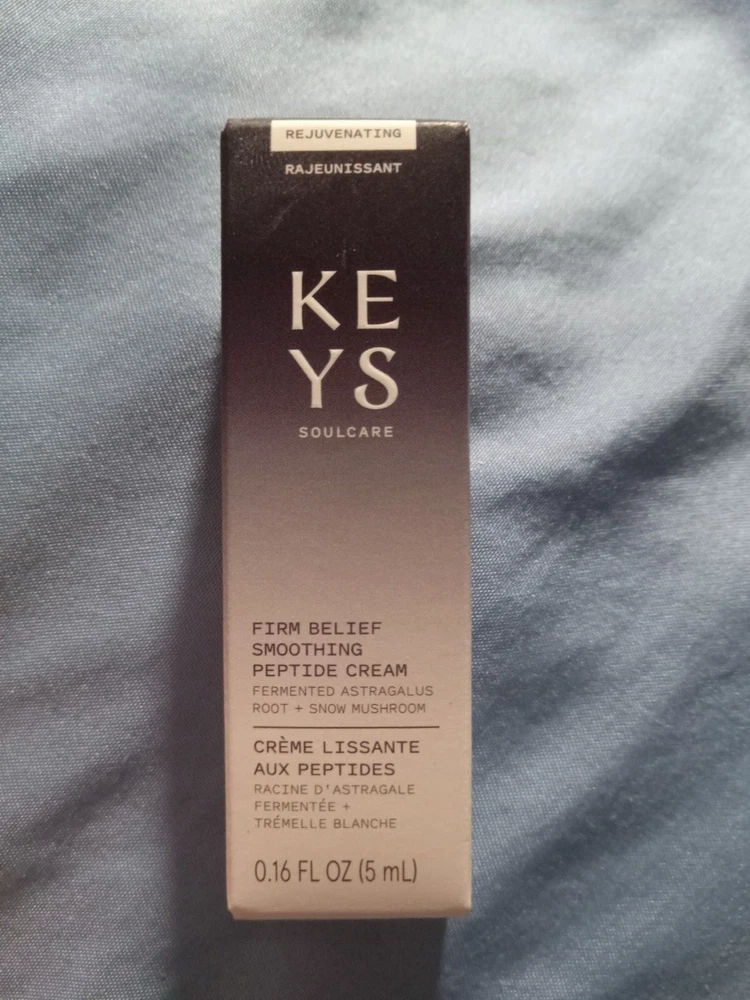 REJUVENATING
RAJEUNISSANT
KE
YS
SOULCARE
FIRM BELIEF
SMOOTHING
PEPTIDE CREAM
FERMENTED ASTRAGALUS
ROOT + SNOW MUSHROOM
CRÈME LISSANTE
AUX PEPTIDES
RACINE D'ASTRAGALE
FERMENTÉE +
TRÉMELLE BLANCHE
0.16 FL OZ (5 mL)